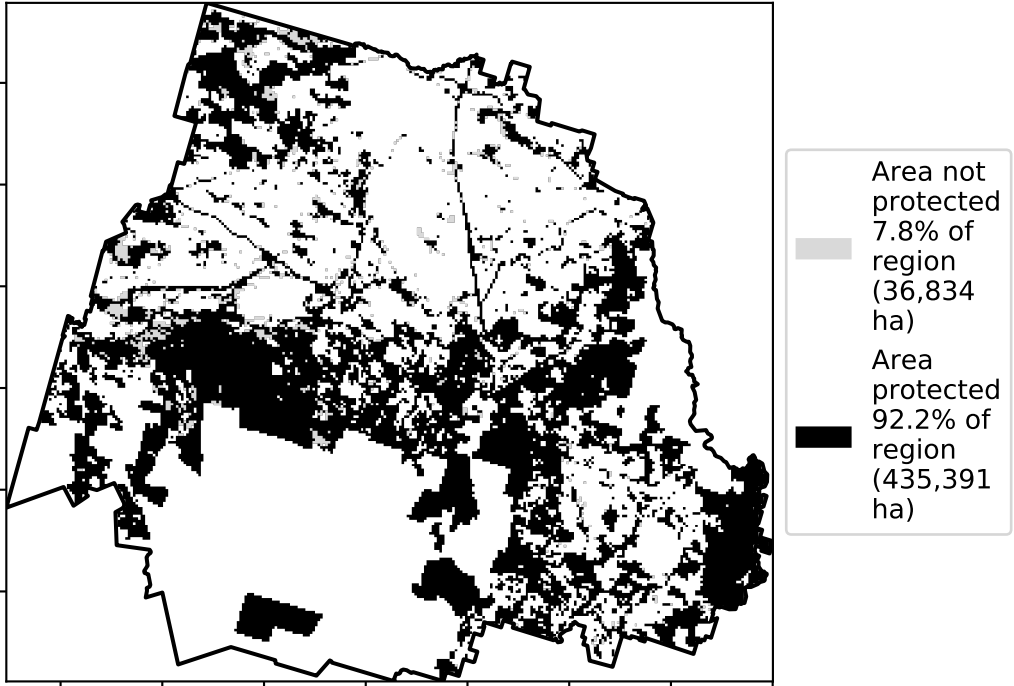 Area not
protected
7.8% of
region
(36,834
ha)
Area
protected
92.2% of
region
(435,391
ha)